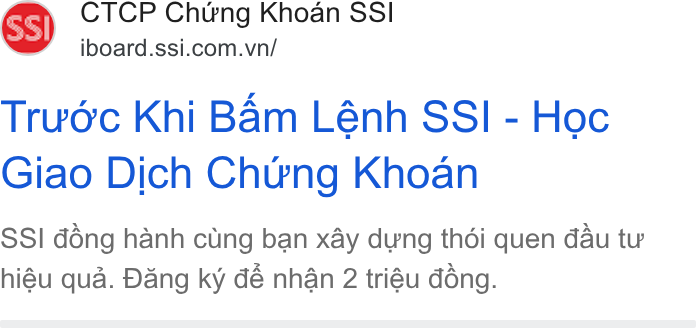 SSI
CTCP Chứng Khoán SSI
iboard.ssi.com.vn/
Trước Khi Bấm Lệnh SSI - Học
Giao Dịch Chứng Khoán
SSI đồng hành cùng bạn xây dựng thói quen đầu tư
hiệu quả. Đăng ký để nhận 2 triệu đồng.